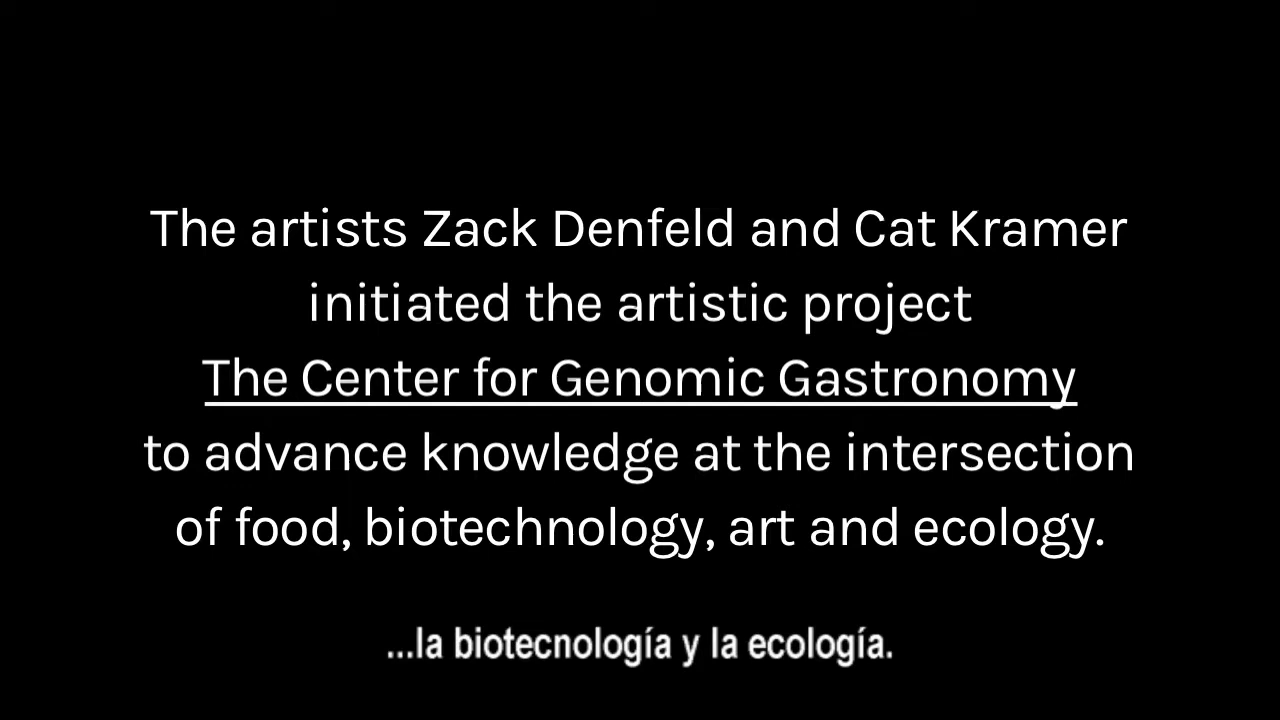 The artists Zack Denfeld and Cat Kramer
initiated the artistic project
The Center for Genomic Gastronomy
to advance knowledge at the intersection
of food, biotechnology, art and ecology.
...la biotecnología y la ecología.